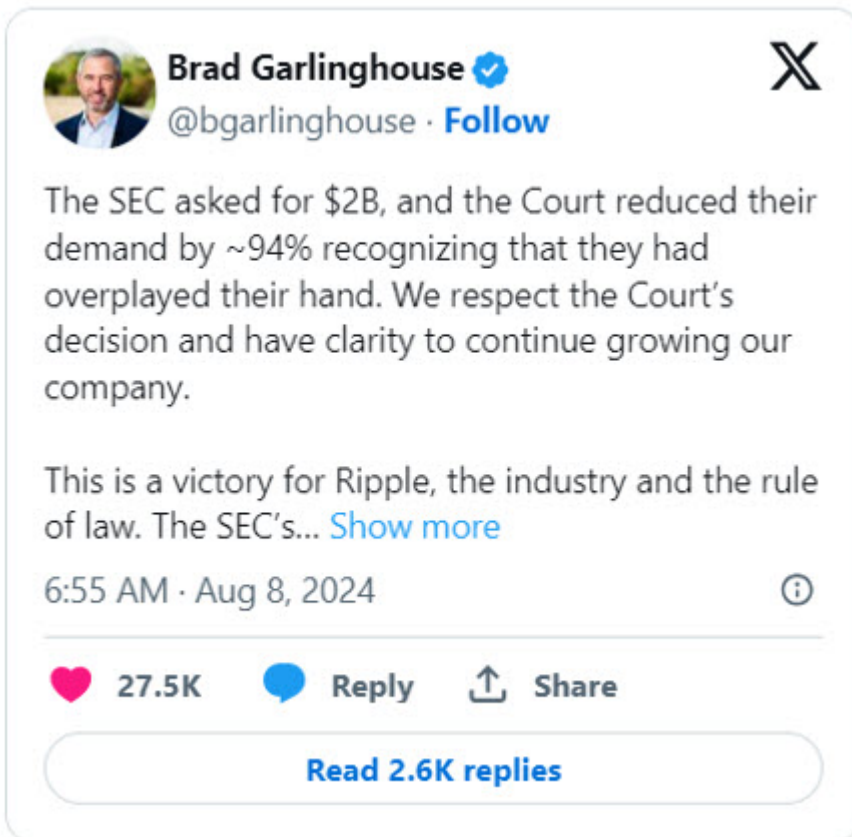 Brad Garlinghouse
@bgarlinghouse · Follow
The SEC asked for $2B, and the Court reduced their
demand by ~94% recognizing that they had
overplayed their hand. We respect the Court’s
decision and have clarity to continue growing our
company.
This is a victory for Ripple, the industry and the rule
of law. The SEC’s... Show more
6:55 AM · Aug 8, 2024
27.5K Reply Share
Read 2.6K replies